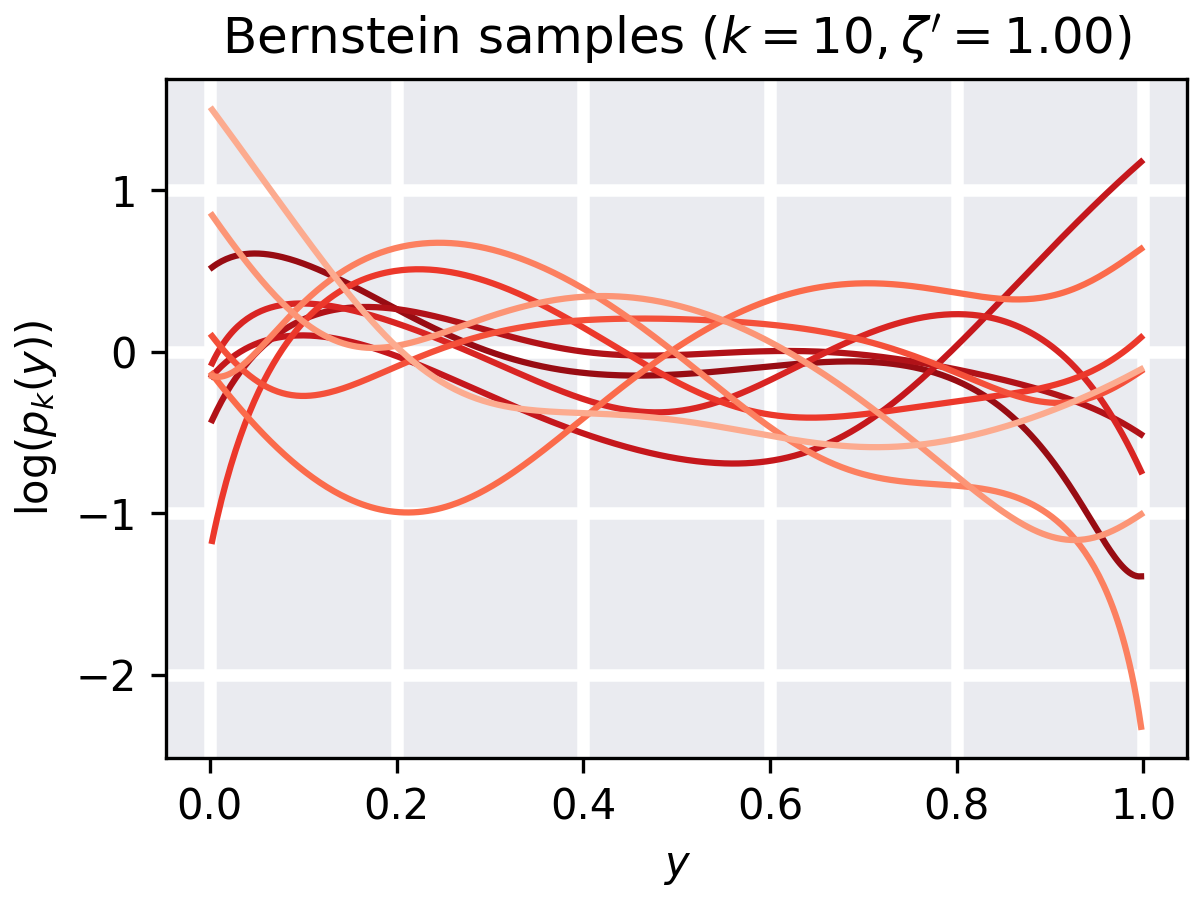 Bernstein samples (k = 10, ζ′ = 1.00)
log(pₖ(y))
1
0
−1
−2
0.0 0.2 0.4 0.6 0.8 1.0
y